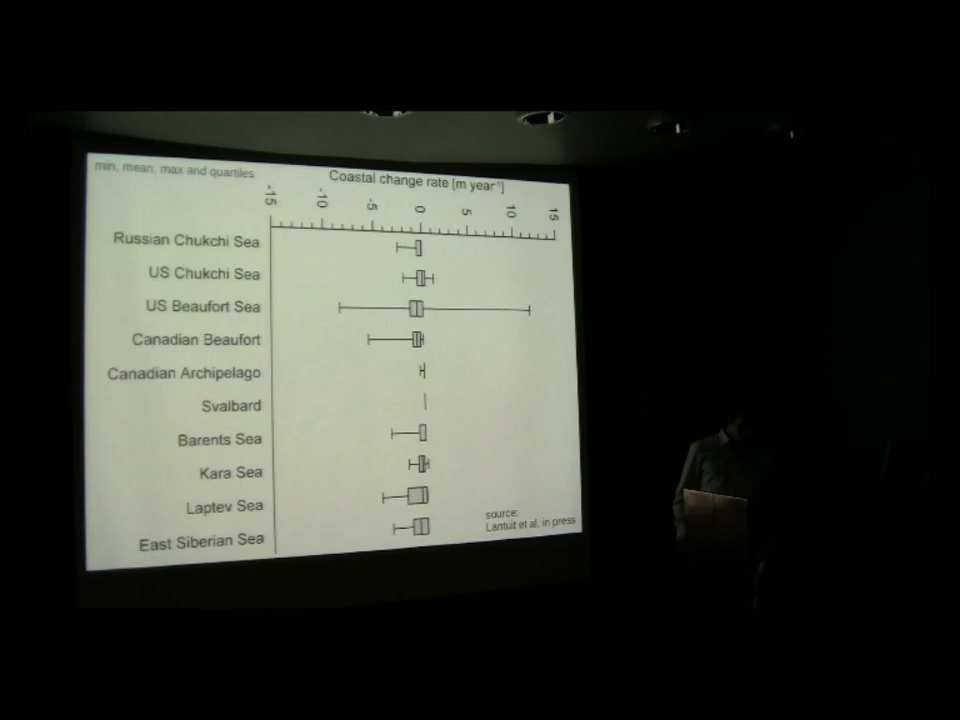 min, mean, max and quartiles
Coastal change rate [m year⁻¹]
-15 -10 -5 0 5 10 15
Russian Chukchi Sea
US Chukchi Sea
US Beaufort Sea
Canadian Beaufort
Canadian Archipelago
Svalbard
Barents Sea
Kara Sea
Laptev Sea
East Siberian Sea
source:
Lantuit et al, in press